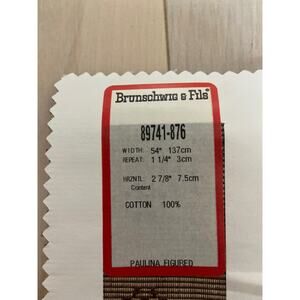 Brunschwig & Fils®
89741-876
WIDTH: 54" 137cm
REPEAT: 1 1/4" 3cm
HRZNTL: 2 7/8" 7.5cm
Content
COTTON 100%
PAULINA FIGURED